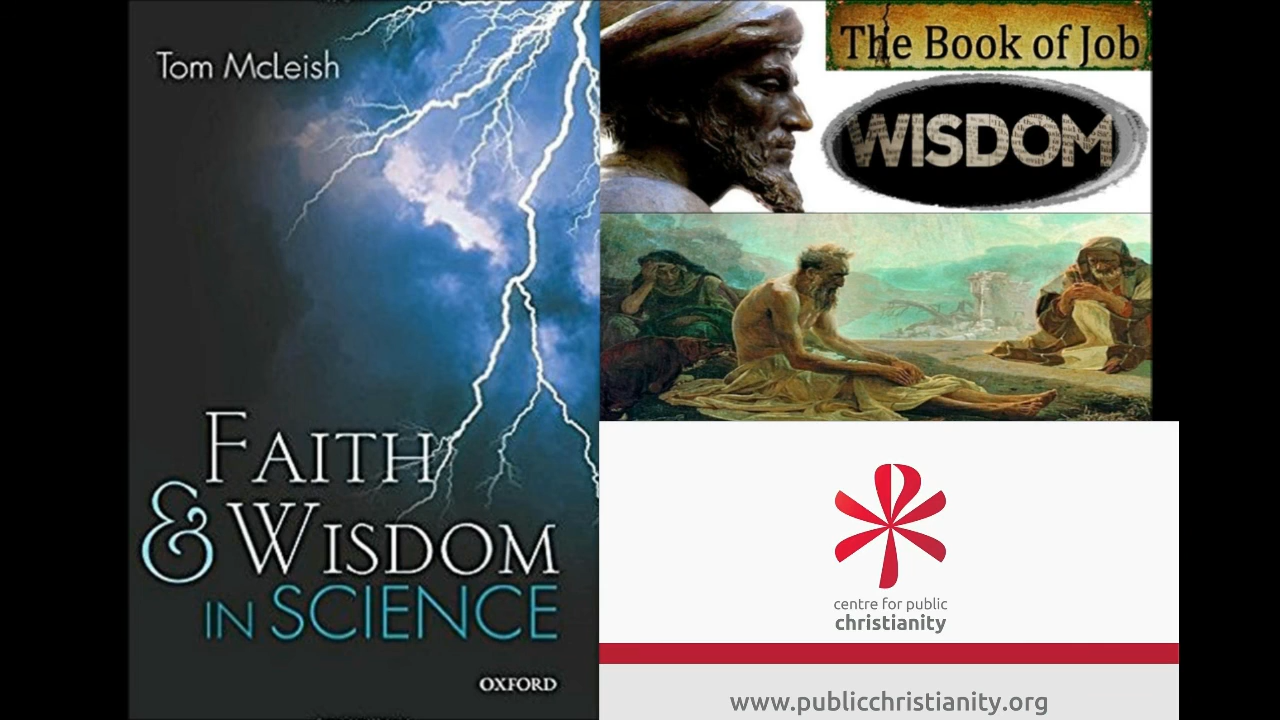 Tom McLeish
FAITH
& WISDOM
IN SCIENCE
OXFORD
The Book of Job
WISDOM
centre for public
christianity
www.publicchristianity.org